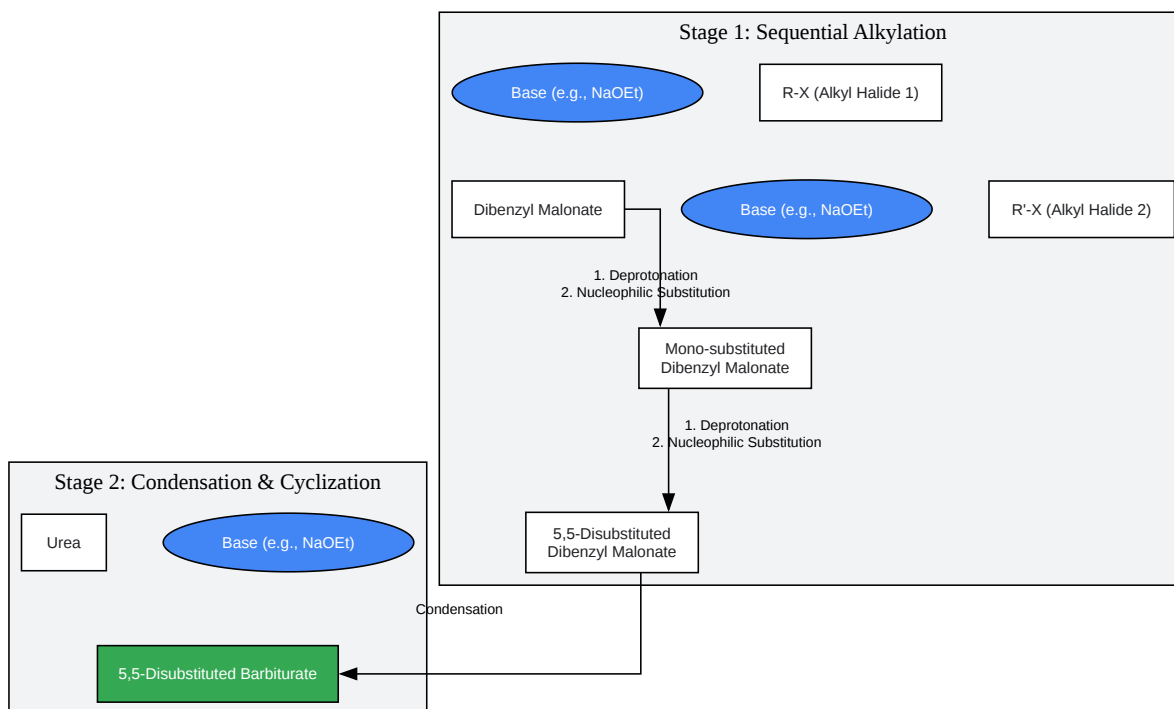 Stage 1: Sequential Alkylation
Base (e.g., NaOEt)
R-X (Alkyl Halide 1)
Dibenzyl Malonate
Base (e.g., NaOEt)
R'-X (Alkyl Halide 2)
1. Deprotonation
2. Nucleophilic Substitution
Mono-substituted
Dibenzyl Malonate
1. Deprotonation
2. Nucleophilic Substitution
5,5-Disubstituted
Dibenzyl Malonate
Stage 2: Condensation & Cyclization
Urea
Base (e.g., NaOEt)
Condensation
5,5-Disubstituted Barbiturate